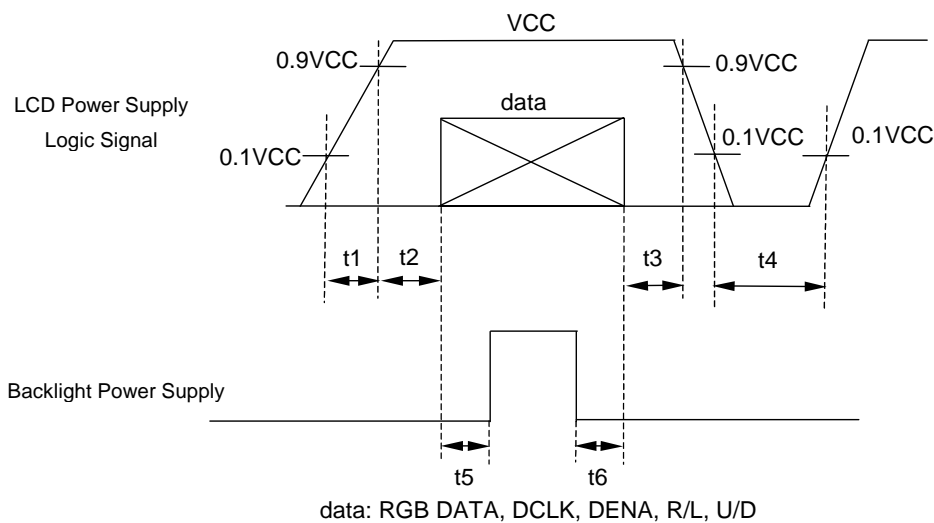 VCC
0.9VCC
0.9VCC
LCD Power Supply
Logic Signal
data
0.1VCC
0.1VCC
0.1VCC
t1
t2
t3
t4
Backlight Power Supply
t5
t6
data: RGB DATA, DCLK, DENA, R/L, U/D